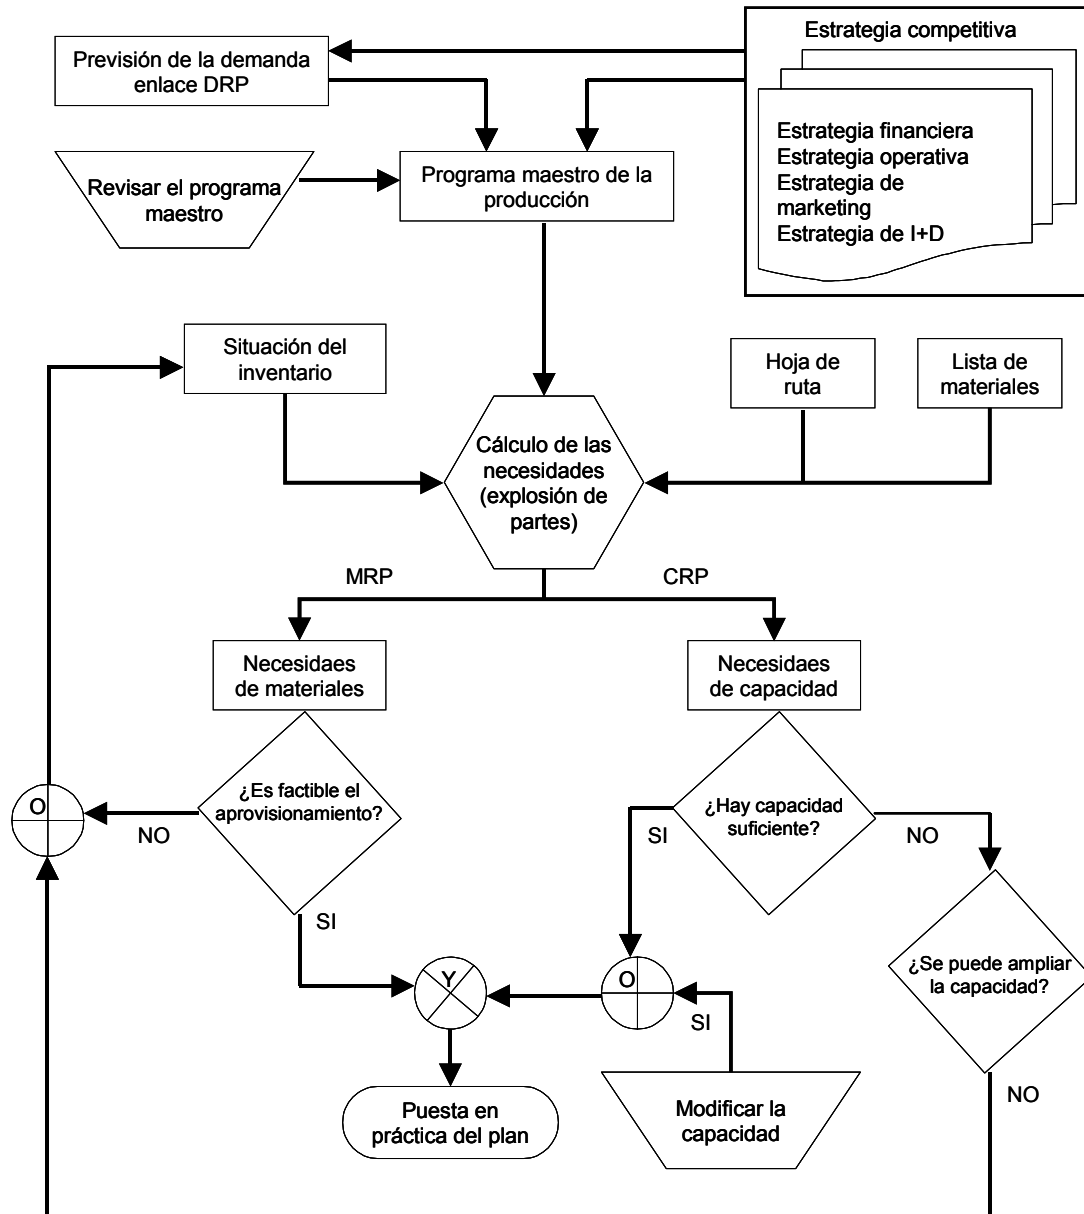 Estrategia competitiva
Previsión de la demanda
enlace DRP
Estrategia financiera
Estrategia operativa
Estrategia de
marketing
Estrategia de I+D
Revisar el programa
maestro
Programa maestro de la
producción
Situación del
inventario
Hoja de
ruta
Lista de
materiales
Cálculo de las
necesidades
(explosión de
partes)
MRP
CRP
Necesidaes
de materiales
Necesidaes
de capacidad
¿Es factible el
aprovisionamiento?
¿Hay capacidad
suficiente?
O
NO
SI
NO
SI
¿Se puede ampliar
la capacidad?
Y
O
SI
NO
Puesta en
práctica del plan
Modificar la
capacidad